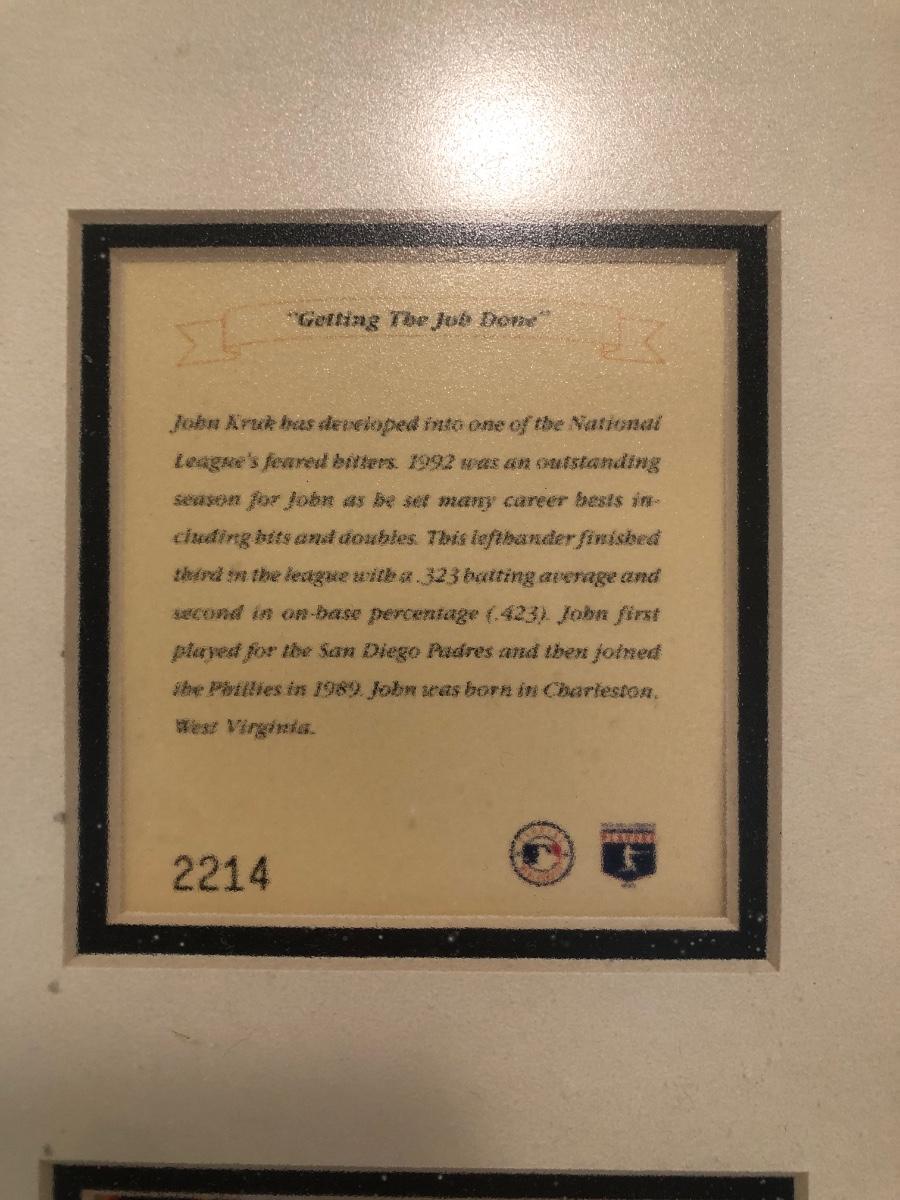 "Getting The Job Done"
John Kruk has developed into one of the National
League's feared hitters. 1992 was an outstanding
season for John as he set many career bests in-
cluding hits and doubles. This lefthander finished
third in the league with a .323 batting average and
second in on-base percentage (.423). John first
played for the San Diego Padres and then joined
the Phillies in 1989. John was born in Charleston,
West Virginia.
2214